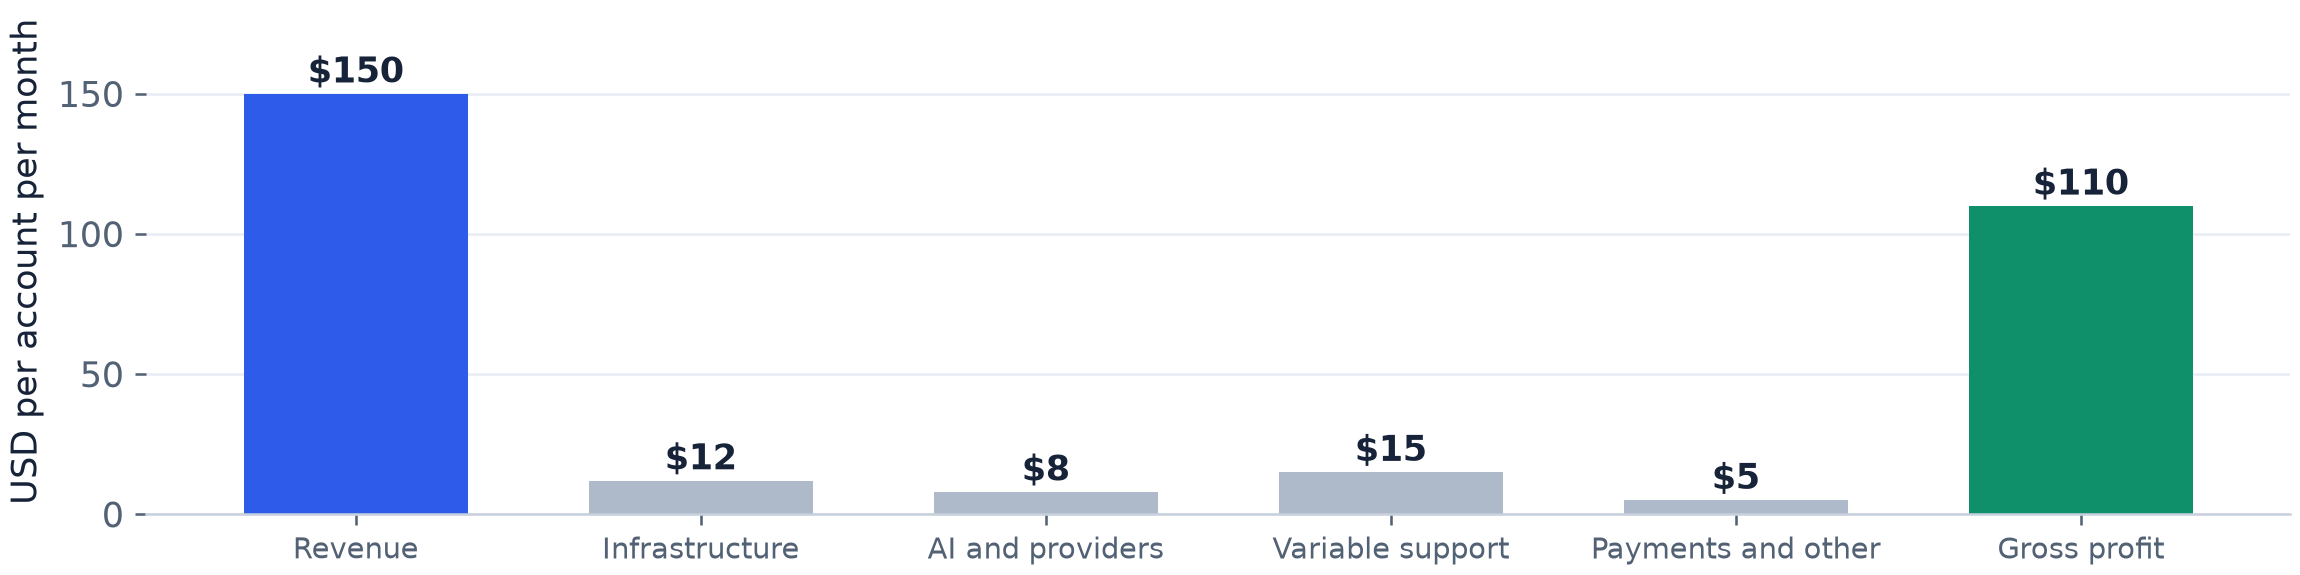 USD per account per month
150
100
50
0
$150
$12
$8
$15
$5
$110
Revenue
Infrastructure
AI and providers
Variable support
Payments and other
Gross profit